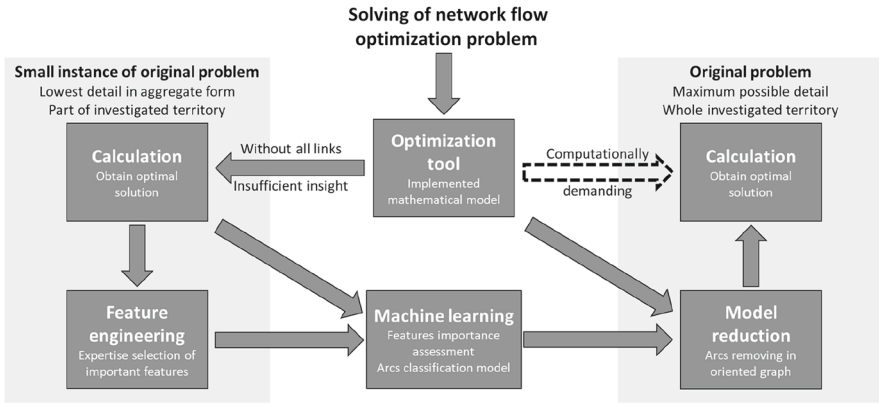 Solving of network flow
optimization problem
Small instance of original problem
Lowest detail in aggregate form
Part of investigated territory
Original problem
Maximum possible detail
Whole investigated territory
Calculation
Obtain optimal
solution
Without all links
Insufficient insight
Optimization
tool
Implemented
mathematical model
Computationally
demanding
Calculation
Obtain optimal
solution
Feature
engineering
Expertise selection of
important features
Machine learning
Features importance
assessment
Arcs classification model
Model
reduction
Arcs removing in
oriented graph